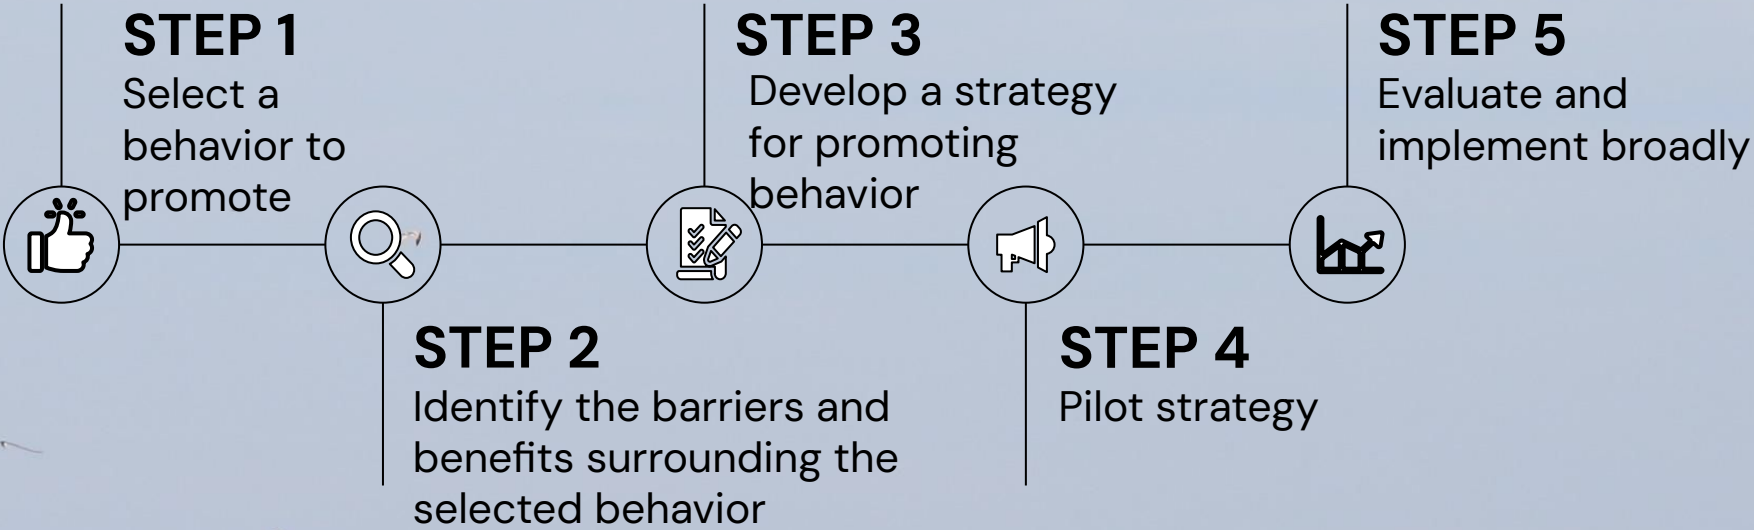 STEP 1
Select a
behavior to
promote
STEP 2
Identify the barriers and
benefits surrounding the
selected behavior
STEP 3
Develop a strategy
for promoting
behavior
STEP 4
Pilot strategy
STEP 5
Evaluate and
implement broadly